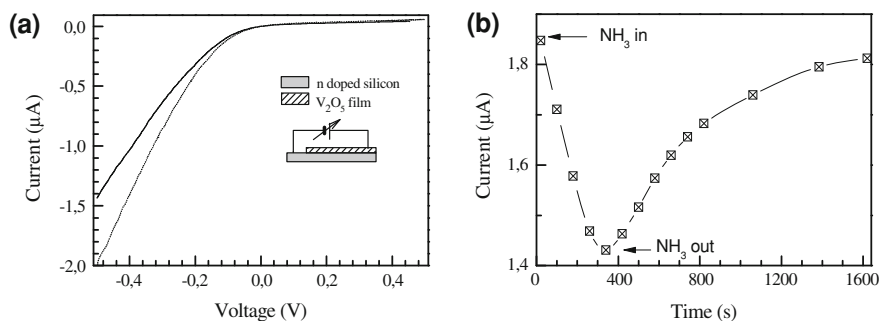 (a)
0,0
-0,5
-1,0
-1,5
-2,0
Current (µA)
-0,4
-0,2
0,0
0,2
0,4
Voltage (V)
n doped silicon
V₂O₅ film
(b)
1,8
1,6
1,4
Current (µA)
0
400
800
1200
1600
Time (s)
NH₃ in
NH₃ out